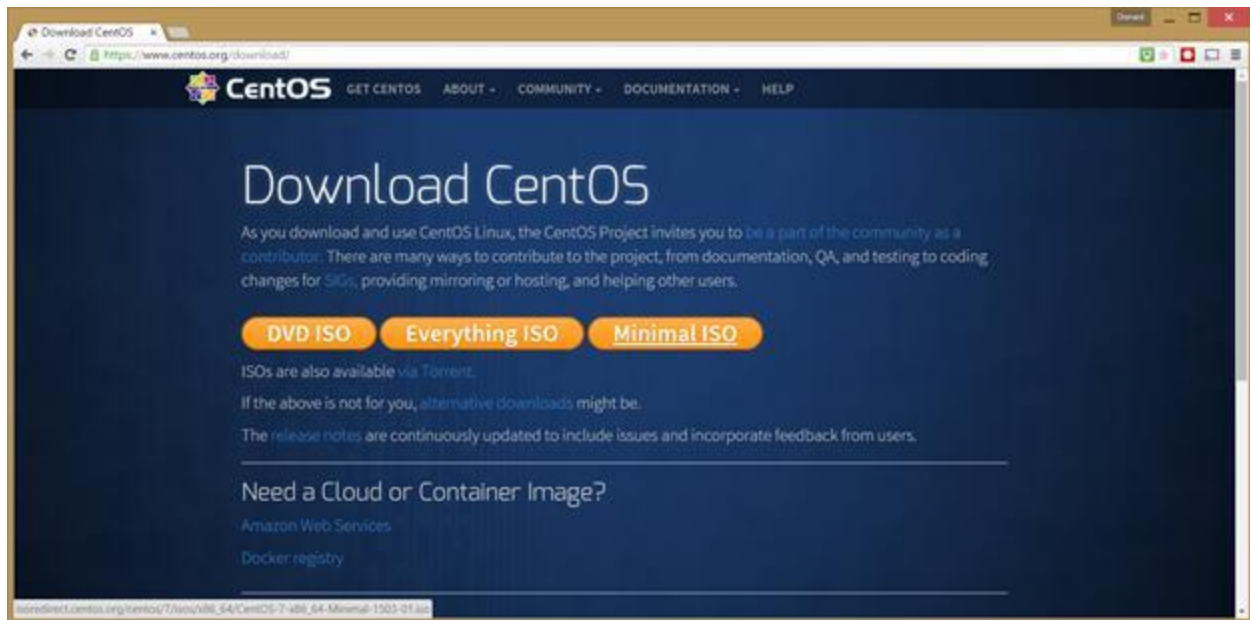 Download CentOS
https://www.centos.org/download/
CentOS GET CENTOS ABOUT COMMUNITY DOCUMENTATION HELP
Download CentOS
As you download and use CentOS Linux, the CentOS Project invites you to be a part of the community as a
contributor. There are many ways to contribute to the project, from documentation, QA, and testing to coding
changes for SIGs, providing mirroring or hosting, and helping other users.
DVD ISO Everything ISO Minimal ISO
ISOs are also available via Torrent.
If the above is not for you, alternative downloads might be.
The release notes are continuously updated to include issues and incorporate feedback from users.
Need a Cloud or Container Image?
Amazon Web Services
Docker registry
isoredirect.centos.org/centos/7/isos/x86_64/CentOS-7-x86_64-Minimal-1503-01.iso